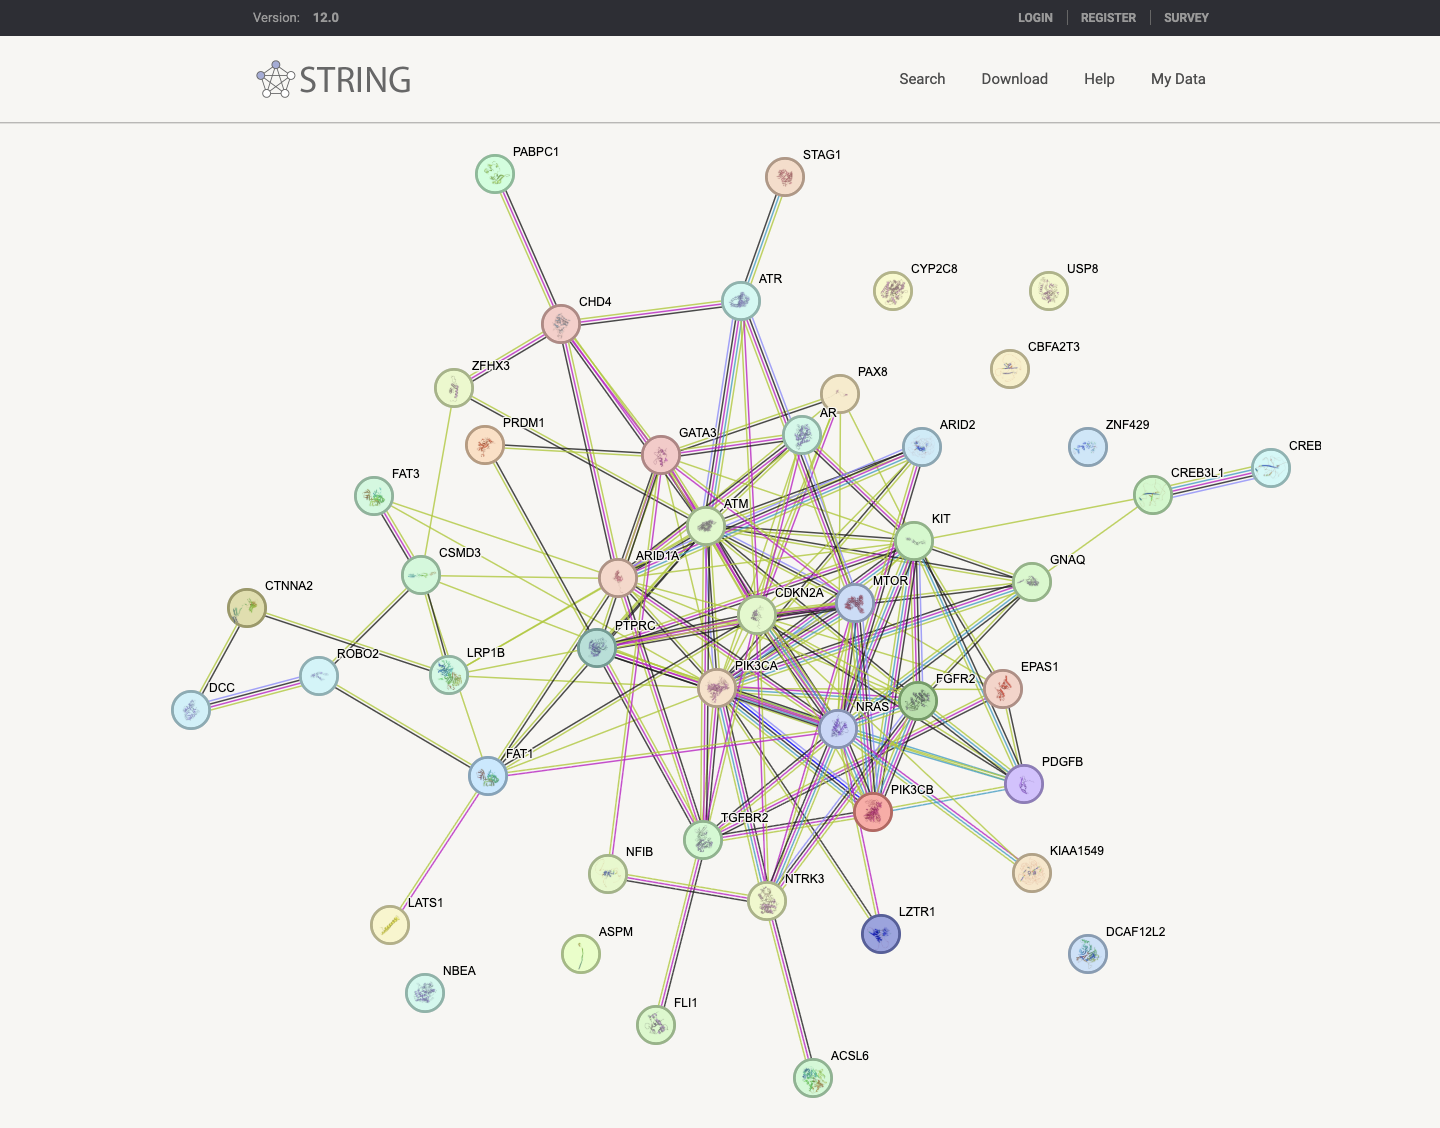 Version: 12.0
LOGIN
REGISTER
SURVEY
STRING
Search
Download
Help
My Data
PABPC1
STAG1
CYP2C8
USP8
ATR
CHD4
CBFA2T3
ZFHX3
PAX8
PRDM1
GATA3
AR
ARID2
ZNF429
CREB
CREB3L1
FAT3
ATM
KIT
CSMD3
ARID1A
GNAQ
CTNNA2
CDKN2A
MTOR
PTPRC
ROBO2
LRP1B
PIK3CA
EPAS1
FGFR2
DCC
NRAS
FAT1
PDGFB
PIK3CB
TGFBR2
NFIB
KIAA1549
NTRK3
LATS1
LZTR1
ASPM
DCAF12L2
NBEA
FLI1
ACSL6